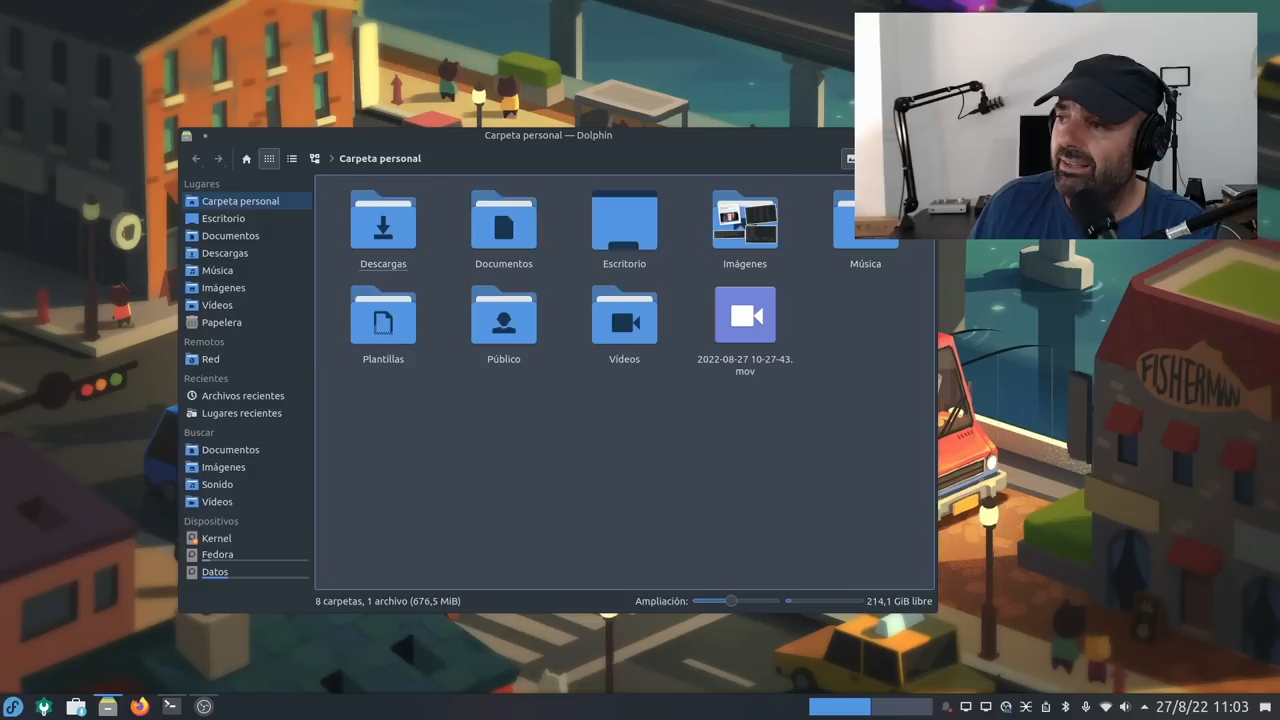 Carpeta personal — Dolphin
Carpeta personal
Lugares
Carpeta personal
Escritorio
Documentos
Descargas
Música
Imágenes
Vídeos
Papelera
Remotos
Red
Recientes
Archivos recientes
Lugares recientes
Buscar
Documentos
Imágenes
Sonido
Vídeos
Dispositivos
Kernel
Fedora
Datos
Descargas
Documentos
Escritorio
Imágenes
Música
Plantillas
Público
Vídeos
2022-08-27 10-27-43.
mov
8 carpetas, 1 archivo (676,5 MiB)
Ampliación:
214,1 GiB libre
FISHERMAN
27/8/22 11:03